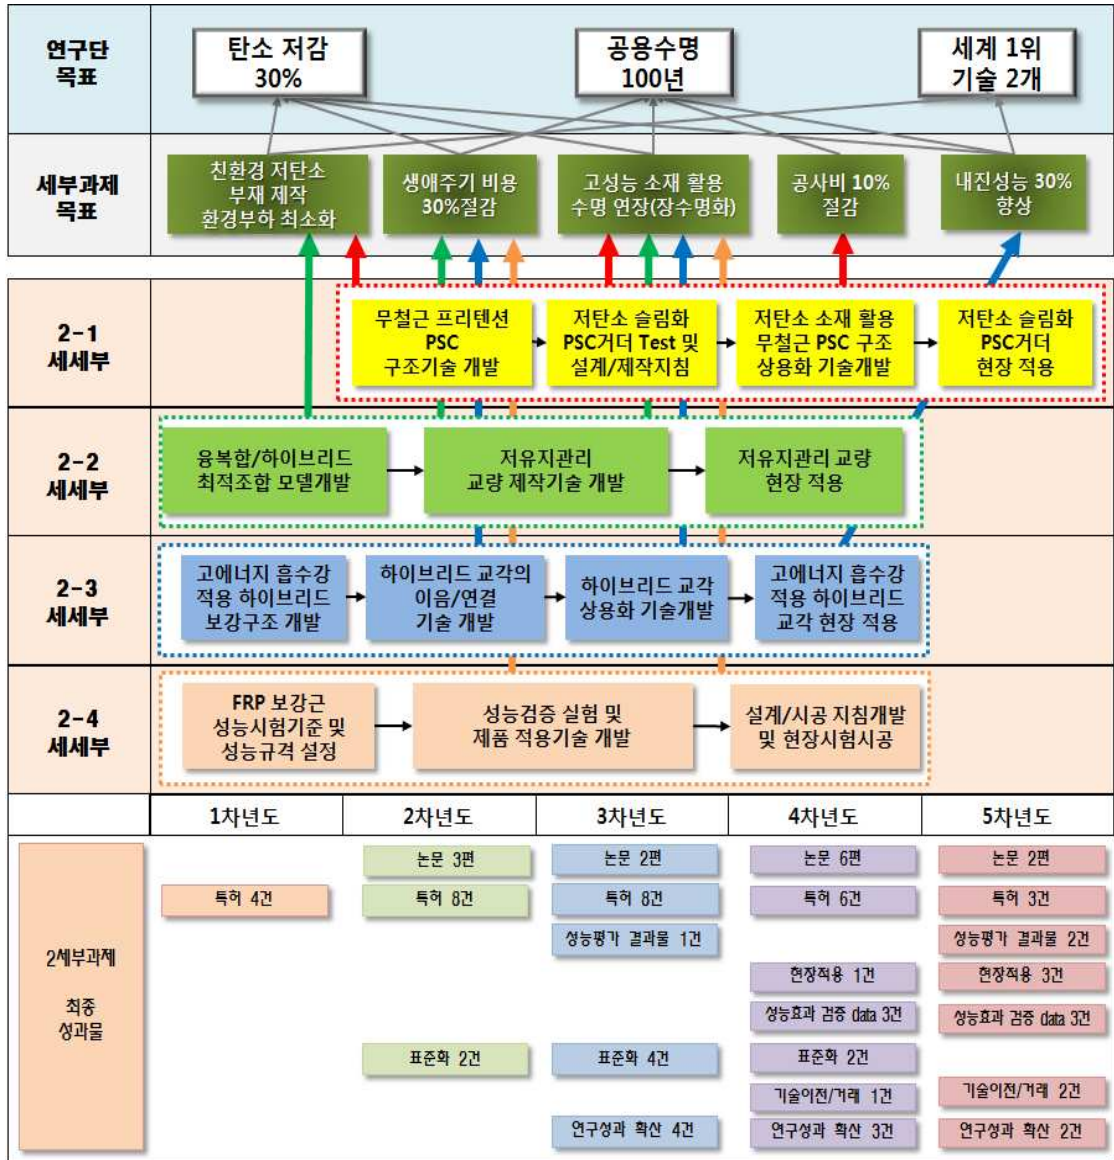 연구단
목표
탄소 저감
30%
공용수명
100년
세계 1위
기술 2개
세부과제
목표
친환경 저탄소
부재 제작
환경부하 최소화
생애주기 비용
30%절감
고성능 소재 활용
수명 연장(장수명화)
공사비 10%
절감
내진성능 30%
향상
2-1
세세부
무철근 프리텐션
PSC
구조기술 개발
저탄소 슬림화
PSC거더 Test 및
설계/제작지침
저탄소 소재 활용
무철근 PSC 구조
상용화 기술개발
저탄소 슬림화
PSC거더
현장 적용
2-2
세세부
융복합/하이브리드
최적조합 모델개발
저유지관리
교량 제작기술 개발
저유지관리 교량
현장 적용
2-3
세세부
고에너지 흡수강
적용 하이브리드
보강구조 개발
하이브리드 교각의
이음/연결
기술 개발
하이브리드 교각
상용화 기술개발
고에너지 흡수강
적용 하이브리드
교각 현장 적용
2-4
세세부
FRP 보강근
성능시험기준 및
성능규격 설정
성능검증 실험 및
제품 적용기술 개발
설계/시공 지침개발
및 현장시험시공
1차년도
2차년도
3차년도
4차년도
5차년도
2세부과제
최종
성과물
논문 3편
논문 2편
논문 6편
논문 2편
특허 4건
특허 8건
특허 8건
특허 6건
특허 3건
성능평가 결과물 1건
성능평가 결과물 2건
현장적용 1건
현장적용 3건
성능효과 검증 data 3건
성능효과 검증 data 3건
표준화 2건
표준화 4건
표준화 2건
기술이전/거래 1건
기술이전/거래 2건
연구성과 확산 4건
연구성과 확산 3건
연구성과 확산 2건